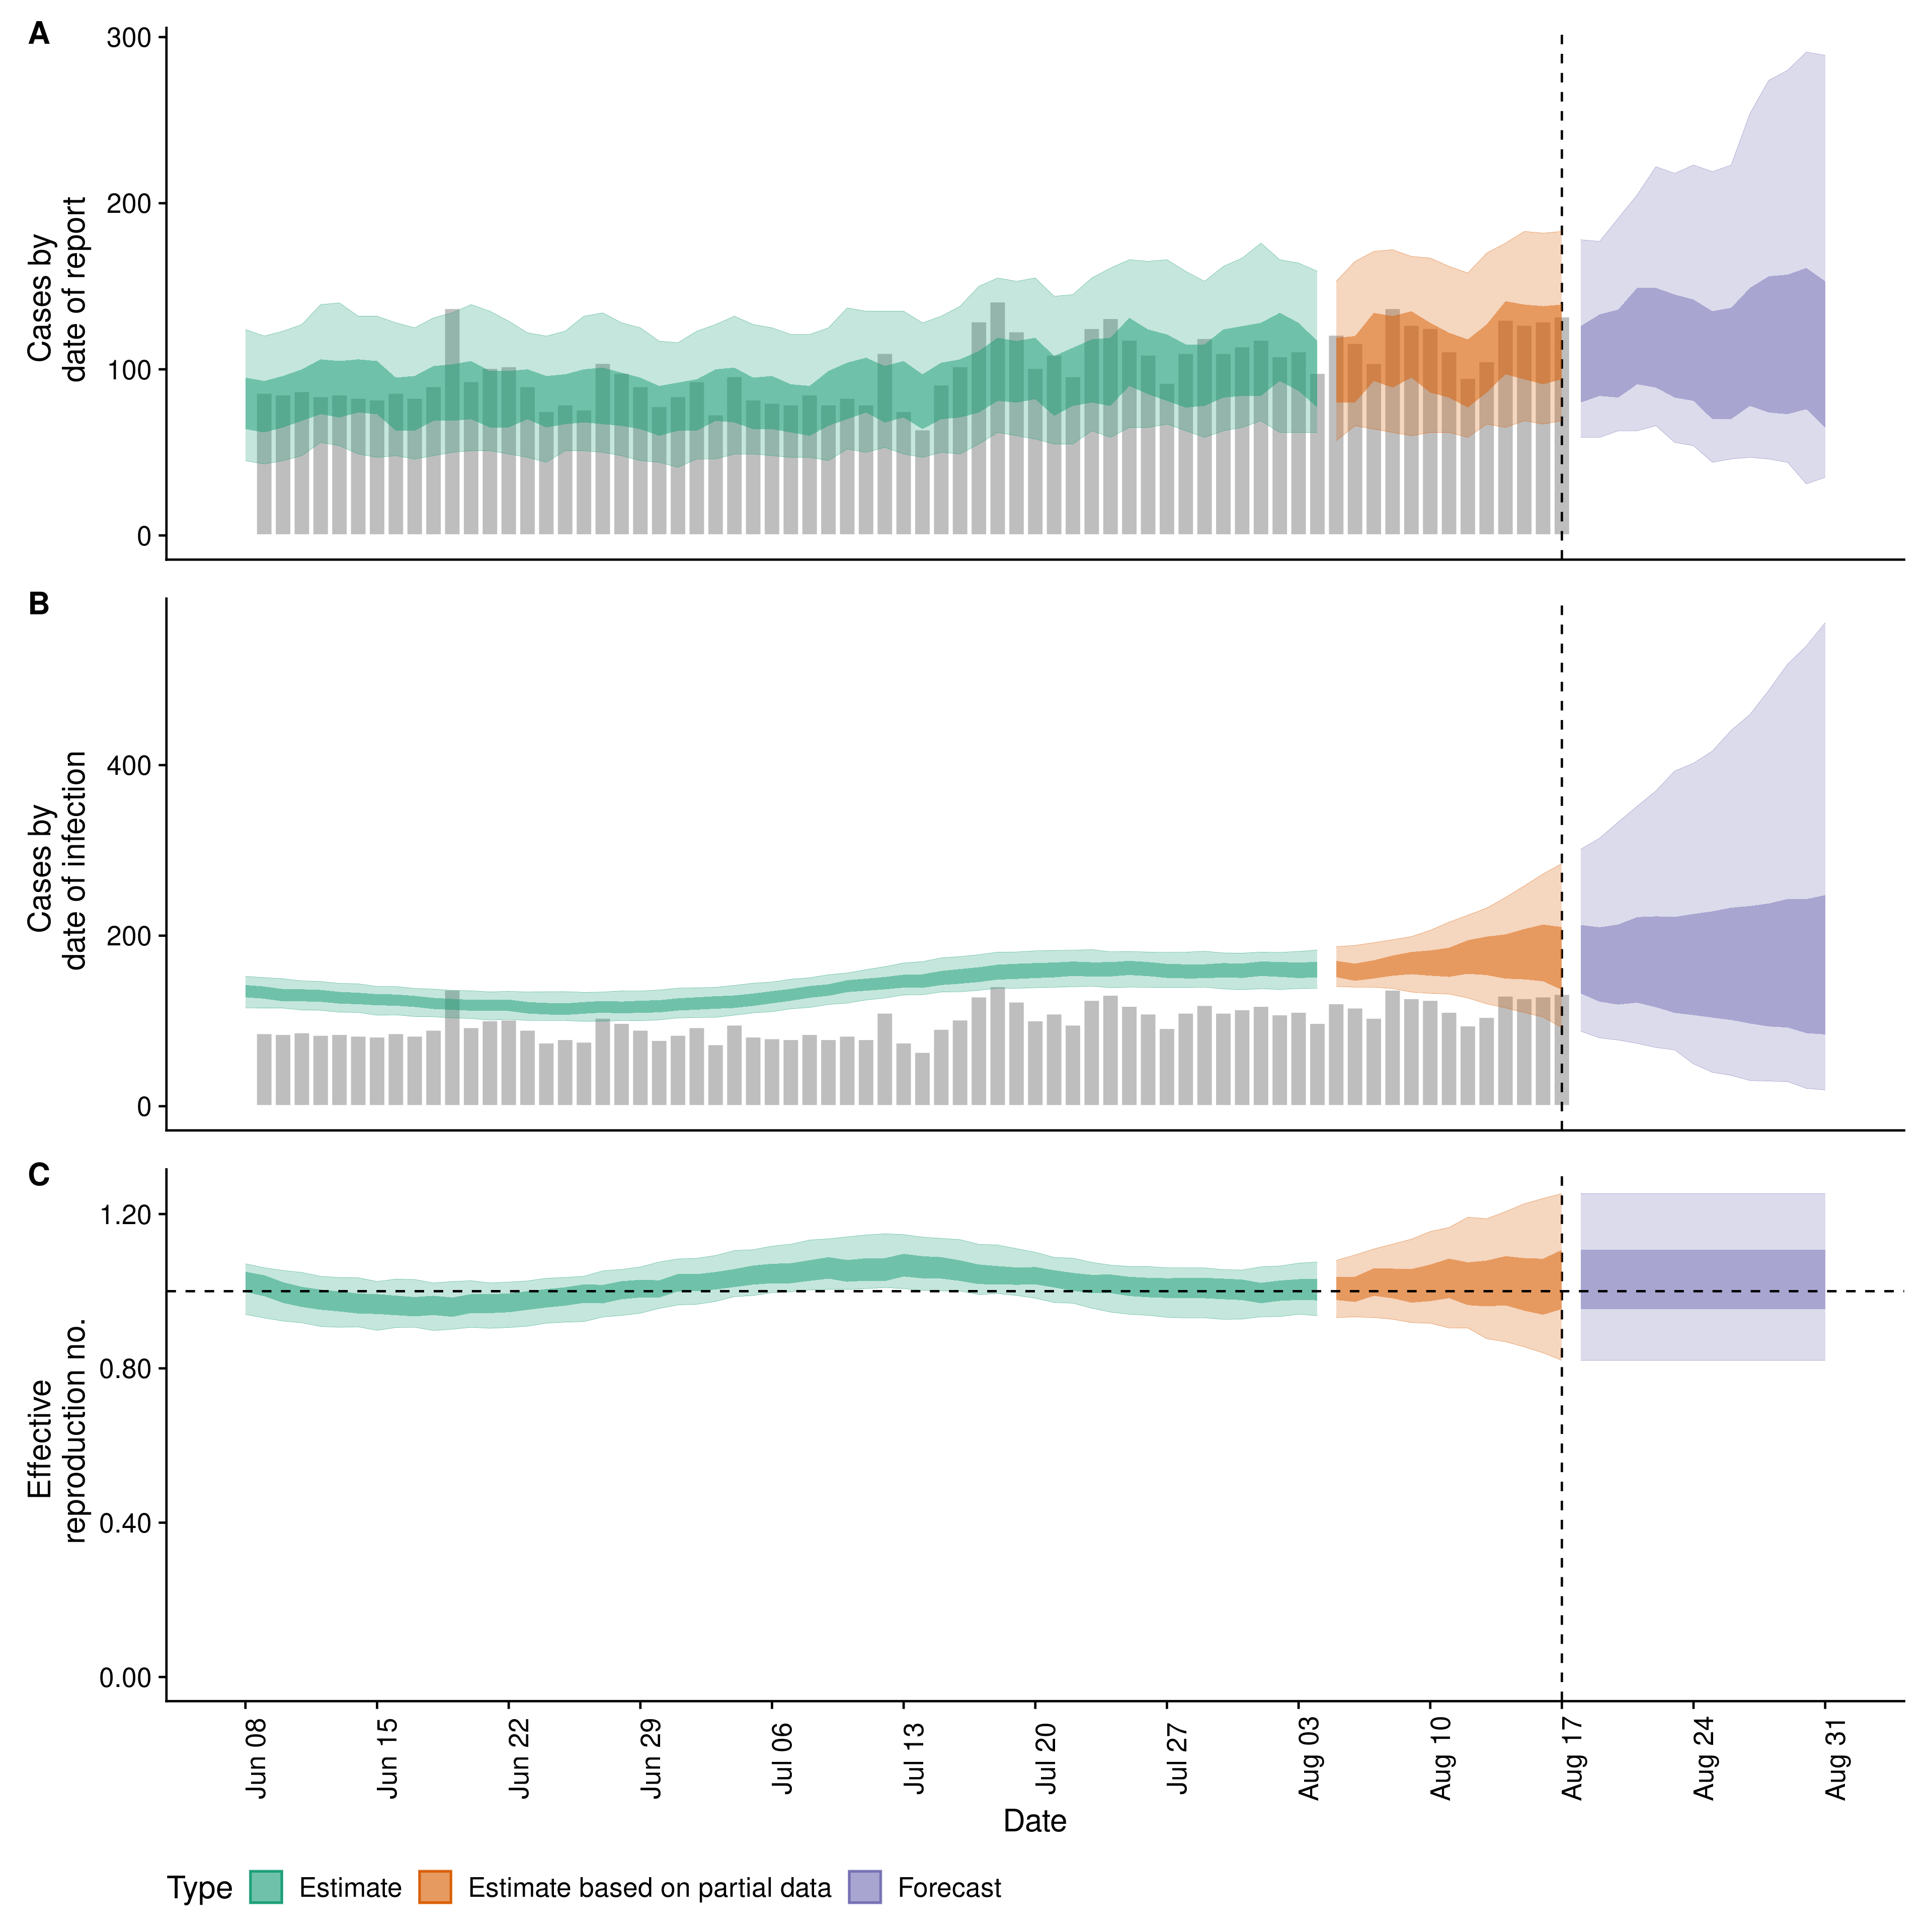 A
300
200
100
0
Cases by
date of report
B
400
200
0
Cases by
date of infection
C
1.20
0.80
0.40
0.00
Effective
reproduction no.
Jun 08
Jun 15
Jun 22
Jun 29
Jul 06
Jul 13
Jul 20
Jul 27
Aug 03
Aug 10
Aug 17
Aug 24
Aug 31
Date
Type Estimate Estimate based on partial data Forecast